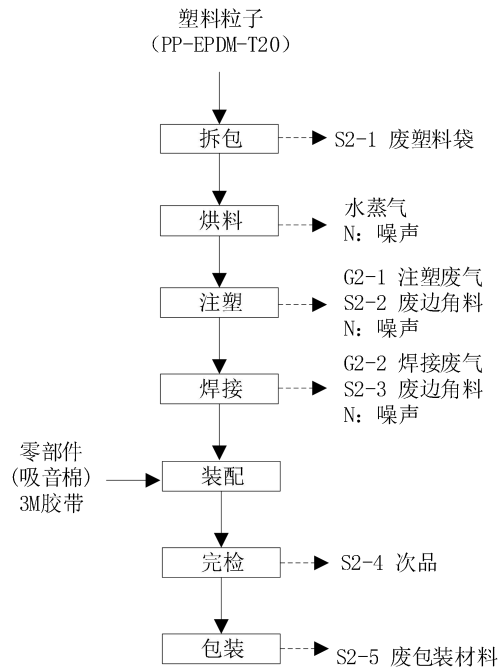 塑料粒子
（PP-EPDM-T20）
拆包
S2-1 废塑料袋
烘料
水蒸气
N：噪声
注塑
G2-1 注塑废气
S2-2 废边角料
N：噪声
焊接
G2-2 焊接废气
S2-3 废边角料
N：噪声
零部件
(吸音棉)
3M胶带
装配
完检
S2-4 次品
包装
S2-5 废包装材料